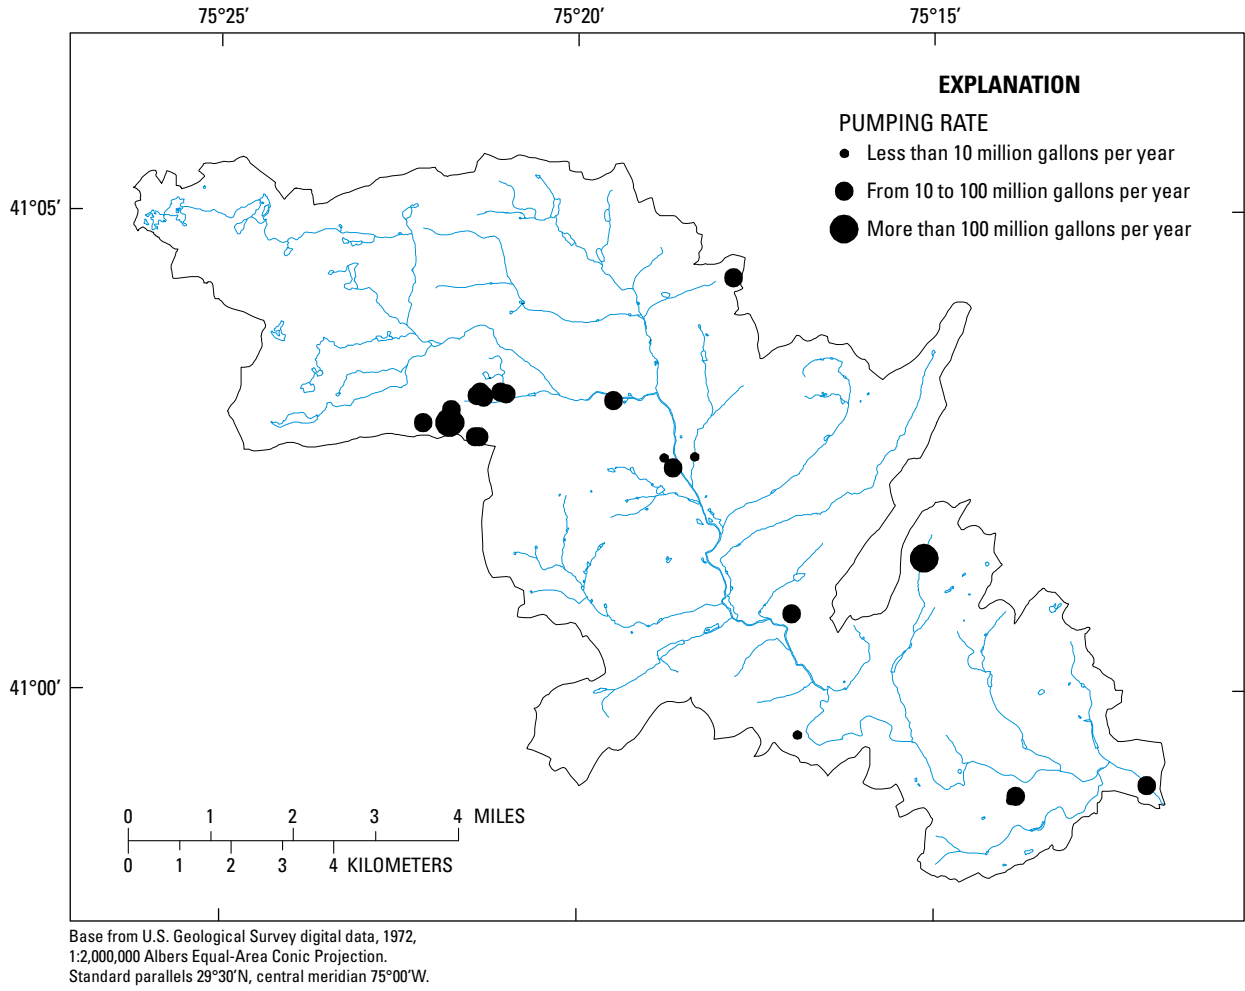 75°25′ 75°20′ 75°15′
EXPLANATION
PUMPING RATE
Less than 10 million gallons per year
From 10 to 100 million gallons per year
More than 100 million gallons per year
41°05′
41°00′
0 1 2 3 4 MILES
0 1 2 3 4 KILOMETERS
Base from U.S. Geological Survey digital data, 1972,
1:2,000,000 Albers Equal-Area Conic Projection.
Standard parallels 29°30′N, central meridian 75°00′W.